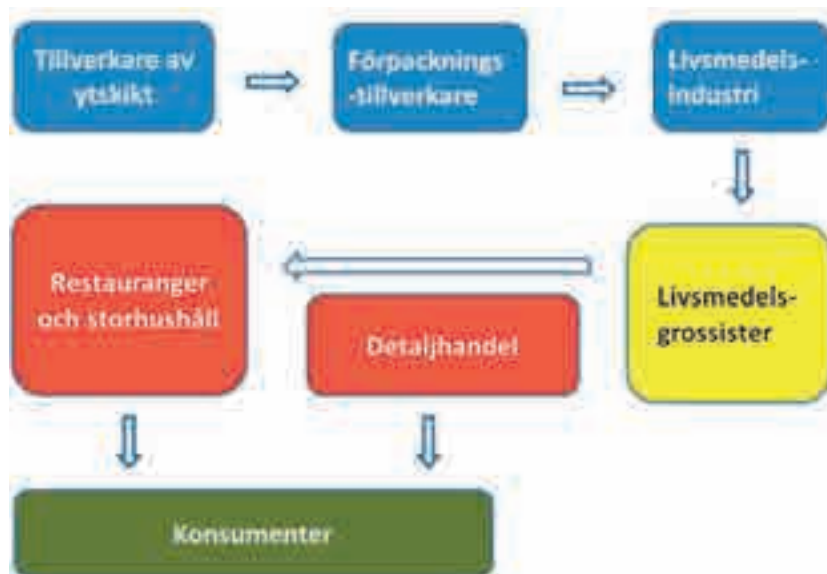 Tillverkare av
ytskikt
Förpacknings
-tillverkare
Livsmedels-
industri
Restauranger
och storhushåll
Detaljhandel
Livsmedels-
grossister
Konsumenter